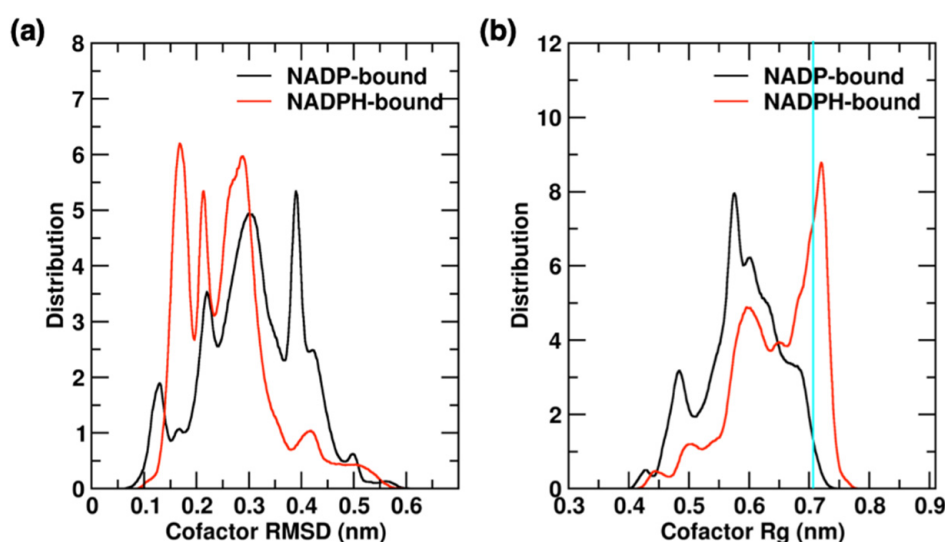 (a)
8
7
6
5
4
3
2
1
0
Distribution
NADP-bound
NADPH-bound
0 0.1 0.2 0.3 0.4 0.5 0.6
Cofactor RMSD (nm)
(b)
12
10
8
6
4
2
0
Distribution
NADP-bound
NADPH-bound
0.3 0.4 0.5 0.6 0.7 0.8 0.9
Cofactor Rg (nm)